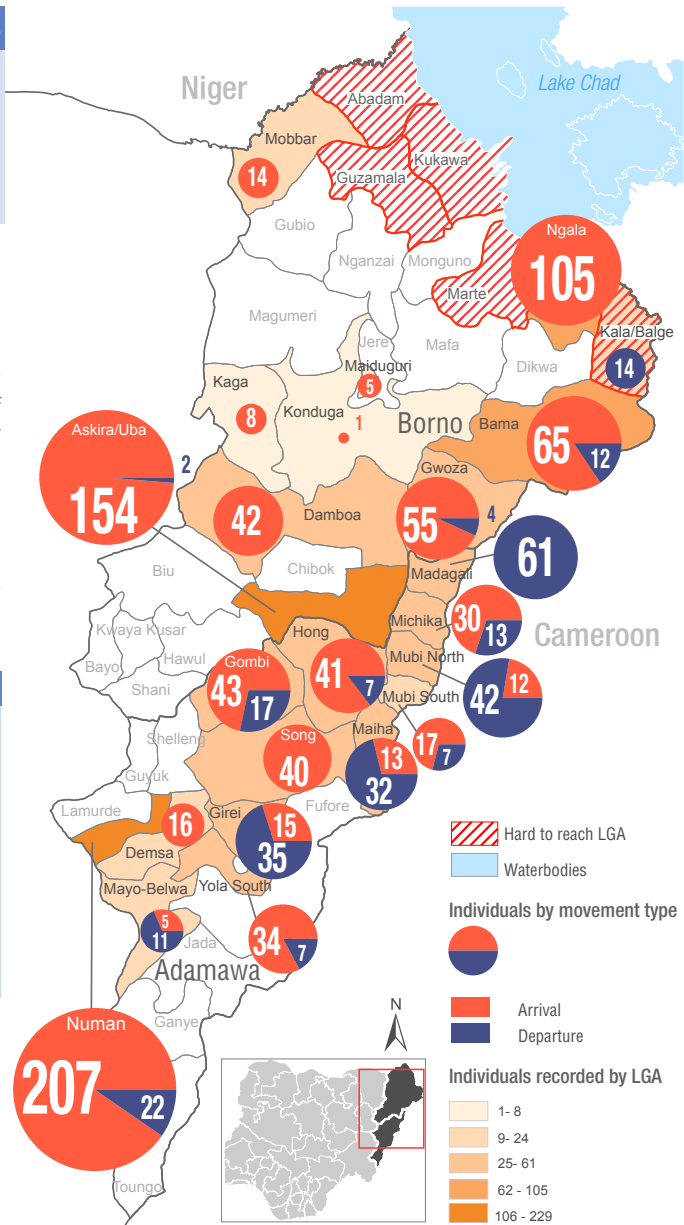 Niger
Lake Chad
Abadam
Mobbar
14
Kukawa
Guzamala
Gubio
Ngala
105
Nganzai
Monguno
Marte
Kala/Balge
14
Magumeri
Jere
Mafa
Dikwa
Maiduguri
5
Kaga
8
Konduga
1
Borno
Bama
65
12
Askira/Uba
154
2
Gwoza
55
4
42
Damboa
61
Biu
Chibok
Madagali
Michika
30
13
Cameroon
Kwaya Kusar
Hong
41
7
Mubi North
42
12
Bayo
Hawul
Gombi
43
17
Mubi South
17
7
Shani
Shelleng
Song
40
Maiha
13
32
Guyuk
Lamurde
16
Girei
15
35
Fufore
Demsa
Mayo-Belwa
Yola South
34
7
5
11
Jada
Adamawa
Numan
207
22
Ganye
Toungo
Hard to reach LGA
Waterbodies
Individuals by movement type
Arrival
Departure
N
Individuals recorded by LGA
1- 8
9- 24
25- 61
62 - 105
106 - 229